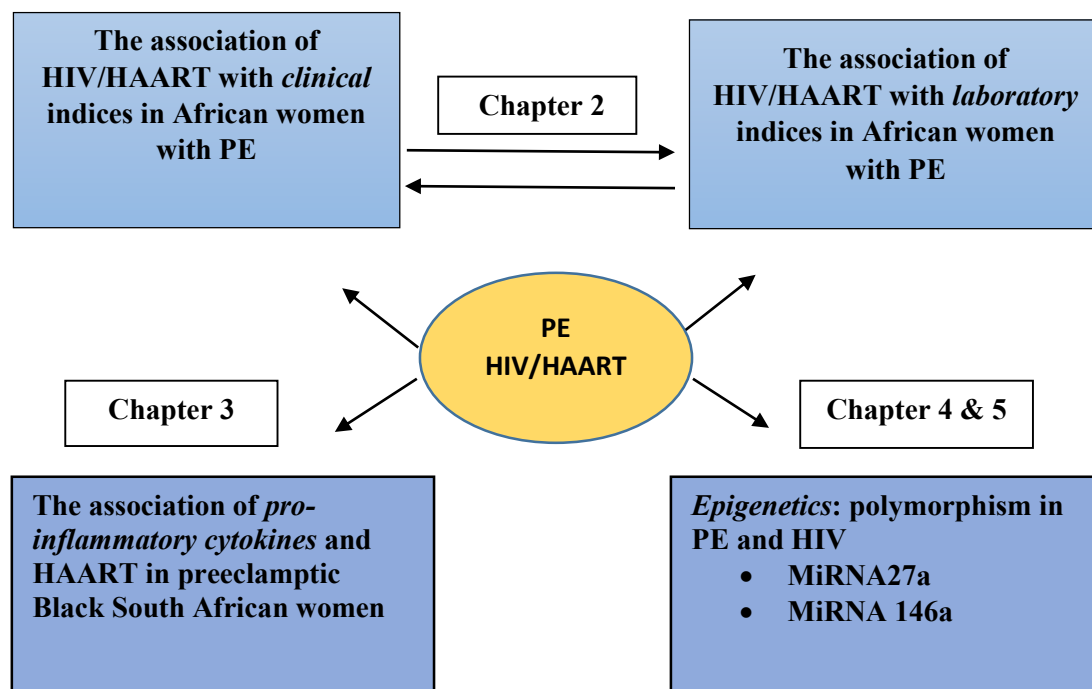 The association of
HIV/HAART with clinical
indices in African women
with PE
Chapter 2
The association of
HIV/HAART with laboratory
indices in African women
with PE
PE
HIV/HAART
Chapter 3
Chapter 4 & 5
The association of pro-
inflammatory cytokines and
HAART in preeclamptic
Black South African women
Epigenetics: polymorphism in
PE and HIV
• MiRNA27a
• MiRNA 146a